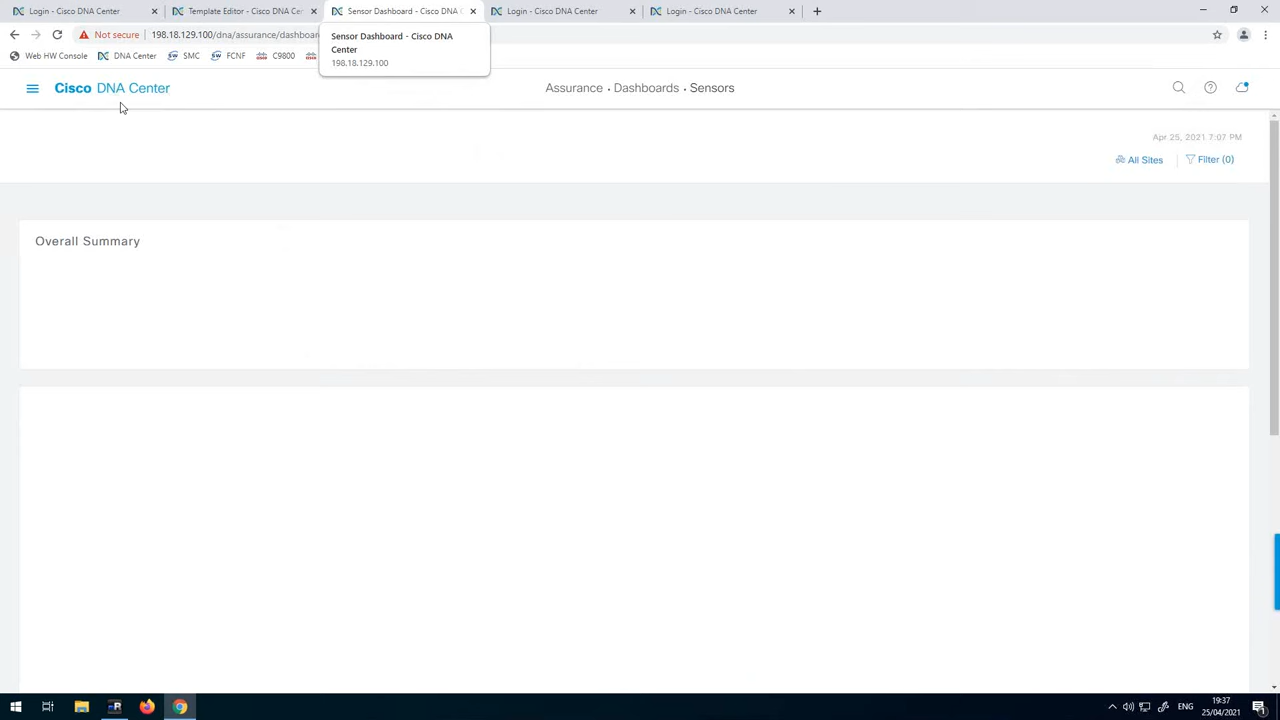 Login - Cisco DNA Center
Template Editor - Cisco DNA Cen
Sensor Dashboard - Cisco DNA C
Login - Cisco DNA Center
Login - Cisco DNA Center
Not secure
198.18.129.100/dna/assurance/dashboar
Sensor Dashboard - Cisco DNA
Center
198.18.129.100
Web HW Console
DNA Center
SMC
FCNF
C9800
Cisco DNA Center
Assurance • Dashboards • Sensors
Apr 25, 2021 7:07 PM
All Sites
Filter (0)
Overall Summary
ENG
19:37
25/04/2021